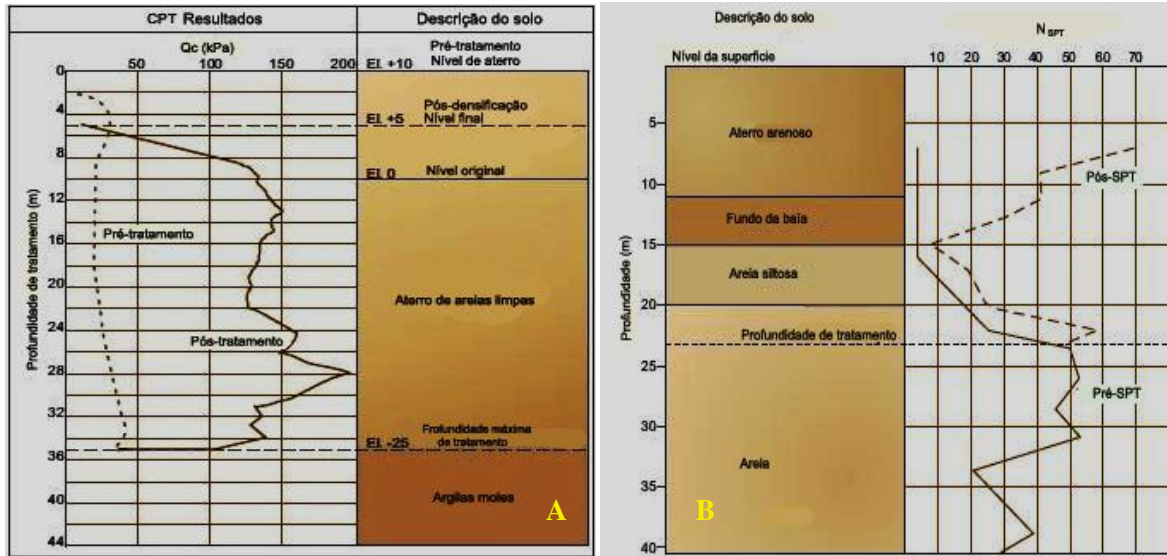 CPT Resultados
Descrição do solo
Qc (kPa)
50 100 150 200
Pré-tratamento
Nível de aterro
El. +10
Pós-densificação
Nível final
El. +5
El. 0
Nível original
Pré-tratamento
Pós-tratamento
Aterro de areias limpas
Profundidade máxima
de tratamento
El. -25
Argilas moles
Profundidade de tratamento (m)
0
4
8
12
16
20
24
28
32
36
40
44
A
Descrição do solo
Nível da superfície
N SPT
10 20 30 40 50 60 70
Aterro arenoso
Fundo da baía
Areia siltosa
Profundidade de tratamento
Areia
Pós-SPT
Pré-SPT
Profundidade (m)
5
10
15
20
25
30
35
40
B